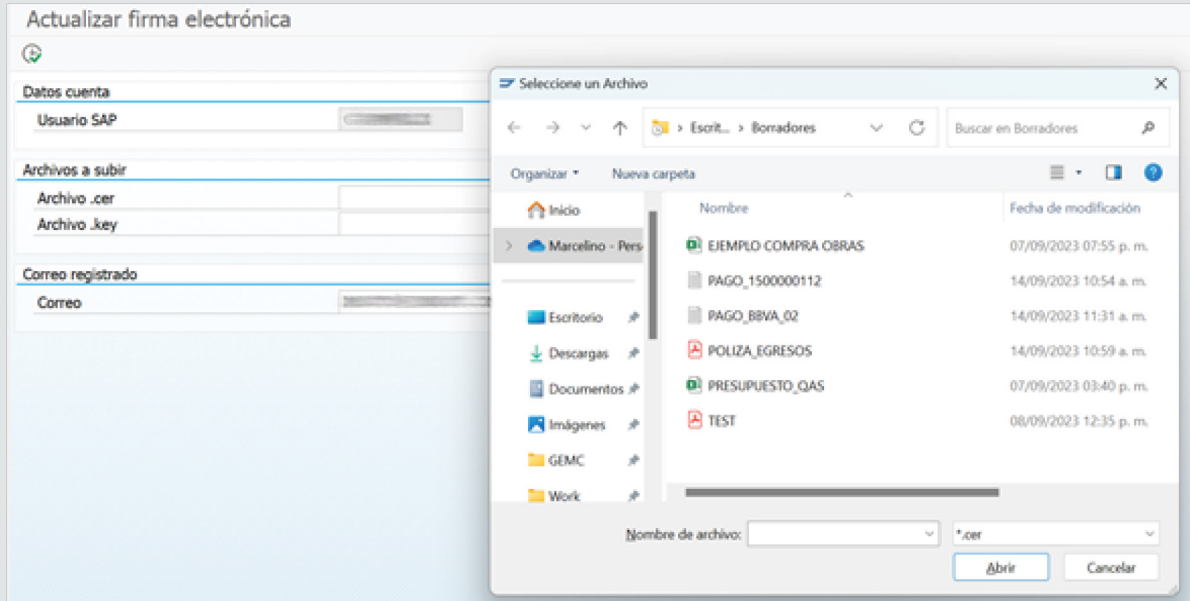 Actualizar firma electrónica
Datos cuenta
Usuario SAP
Archivos a subir
Archivo .cer
Archivo .key
Correo registrado
Correo
Seleccione un Archivo
Escrit... > Borradores
Buscar en Borradores
Organizar
Nueva carpeta
Inicio
Marcelino - Pers
Escritorio
Descargas
Documentos
Imágenes
GEMC
Work
Nombre Fecha de modificación
EJEMPLO COMPRA OBRAS 07/09/2023 07:55 p. m.
PAGO_1500000112 14/09/2023 10:54 a. m.
PAGO_BBVA_02 14/09/2023 11:31 a. m.
POLIZA_EGRESOS 14/09/2023 10:59 a. m.
PRESUPUESTO_QAS 07/09/2023 03:40 p. m.
TEST 08/09/2023 12:35 p. m.
Nombre de archivo:
*.cer
Abrir
Cancelar